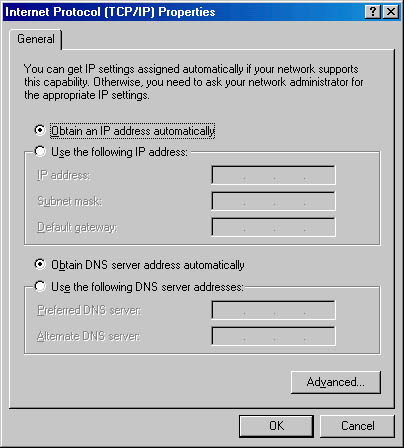 Internet Protocol (TCP/IP) Properties
General
You can get IP settings assigned automatically if your network supports
this capability. Otherwise, you need to ask your network administrator for
the appropriate IP settings.
Obtain an IP address automatically
Use the following IP address:
IP address:
Subnet mask:
Default gateway:
Obtain DNS server address automatically
Use the following DNS server addresses:
Preferred DNS server:
Alternate DNS server:
Advanced...
OK
Cancel